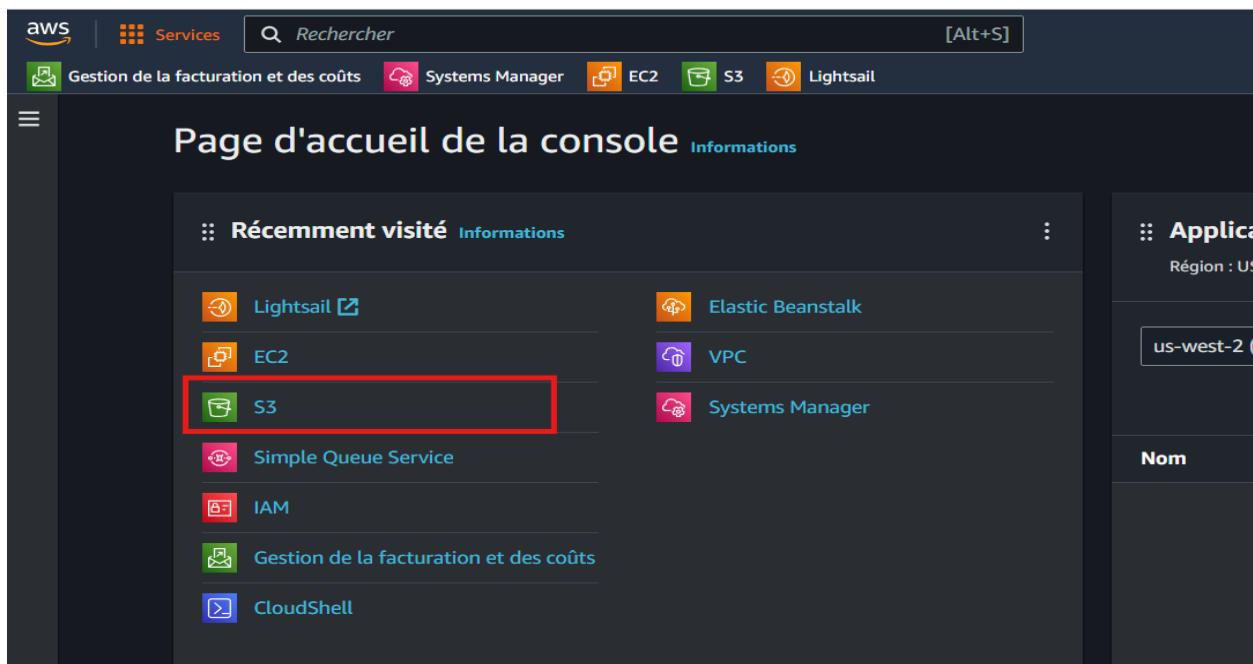 aws Services Rechercher [Alt+S]
Gestion de la facturation et des coûts Systems Manager EC2 S3 Lightsail
Page d'accueil de la console Informations
Récemment visité Informations
Lightsail
EC2
S3
Simple Queue Service
IAM
Gestion de la facturation et des coûts
CloudShell
Elastic Beanstalk
VPC
Systems Manager
Applica
Région : US
us-west-2 (
Nom